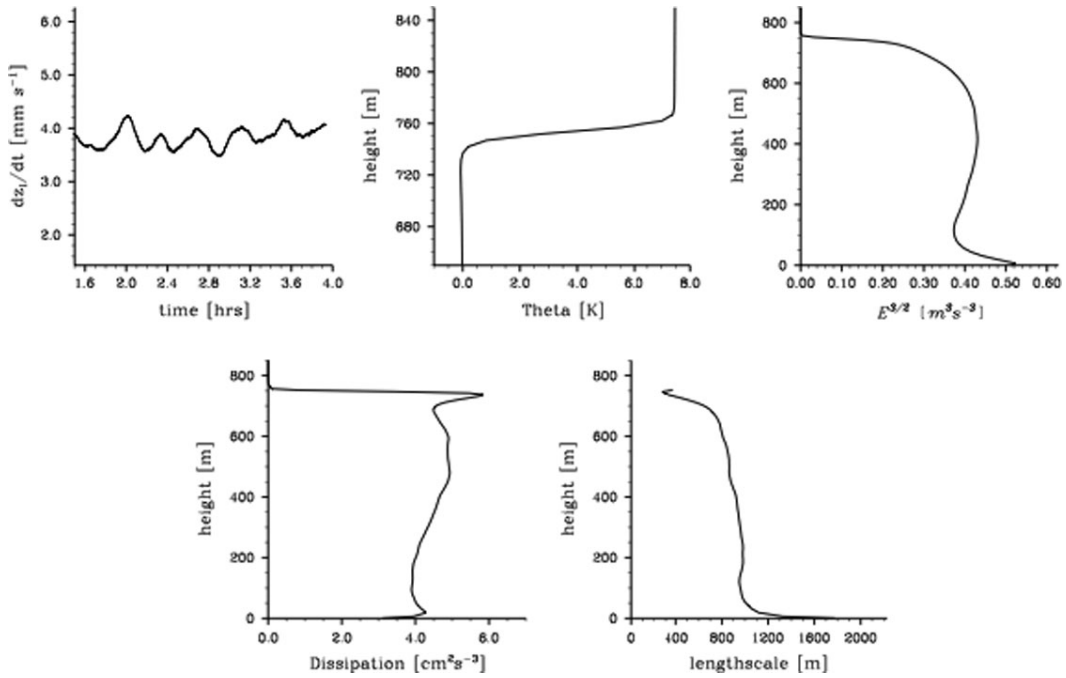 dz_i/dt [mm s⁻¹]
6.0
5.0
4.0
3.0
2.0
1.6 2.0 2.4 2.8 3.2 3.6 4.0
time [hrs]
height [m]
840
800
760
720
680
0.0 2.0 4.0 6.0 8.0
Theta [K]
height [m]
800
600
400
200
0
0.00 0.10 0.20 0.30 0.40 0.50 0.60
E³/² [m³s⁻³]
height [m]
800
600
400
200
0
0.0 2.0 4.0 6.0
Dissipation [cm²s⁻³]
height [m]
800
600
400
200
0
0 400 800 1200 1600 2000
lengthscale [m]